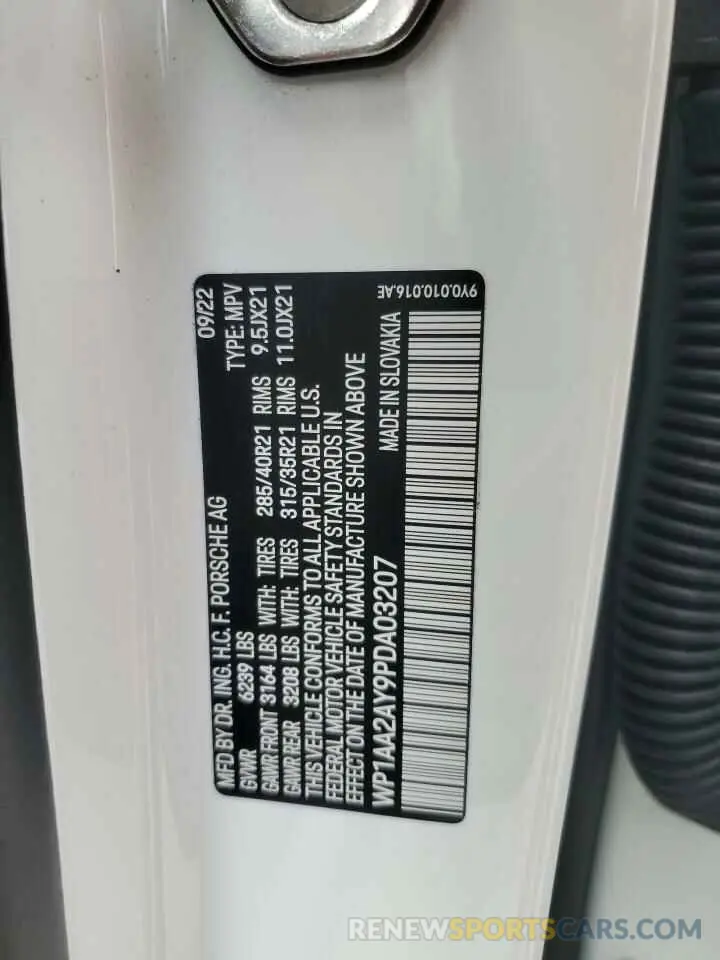 MFD BY DR. ING. H.C. F. PORSCHE AG 09/22
GVWR 6239 LBS TYPE: MPV
GAWR FRONT 3164 LBS WITH: TIRES 285/40R21 RIMS 9.5JX21
GAWR REAR 3208 LBS WITH: TIRES 315/35R21 RIMS 11.0JX21
THIS VEHICLE CONFORMS TO ALL APPLICABLE U.S.
FEDERAL MOTOR VEHICLE SAFETY STANDARDS IN
EFFECT ON THE DATE OF MANUFACTURE SHOWN ABOVE
WP1AA2AY9PDA03207 MADE IN SLOVAKIA
9Y0.010.016.AE
RENEWSPORTSCARS.COM